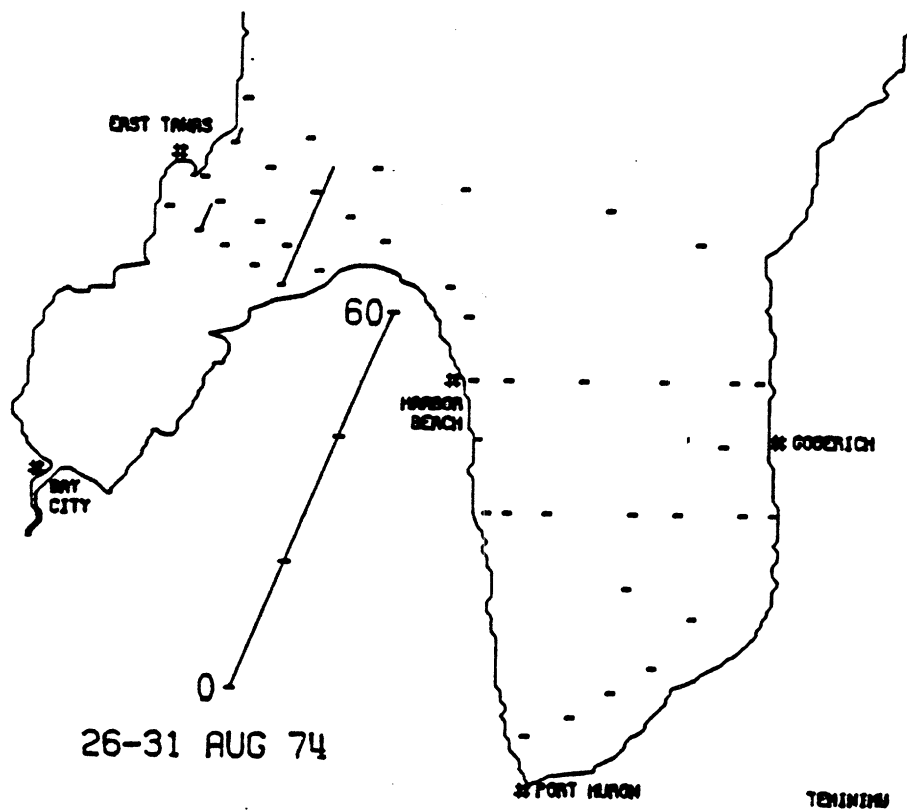 EAST TAWAS
60
HARBOR
BEACH
GODERICH
BAY
CITY
0
26-31 AUG 74
PORT HURON